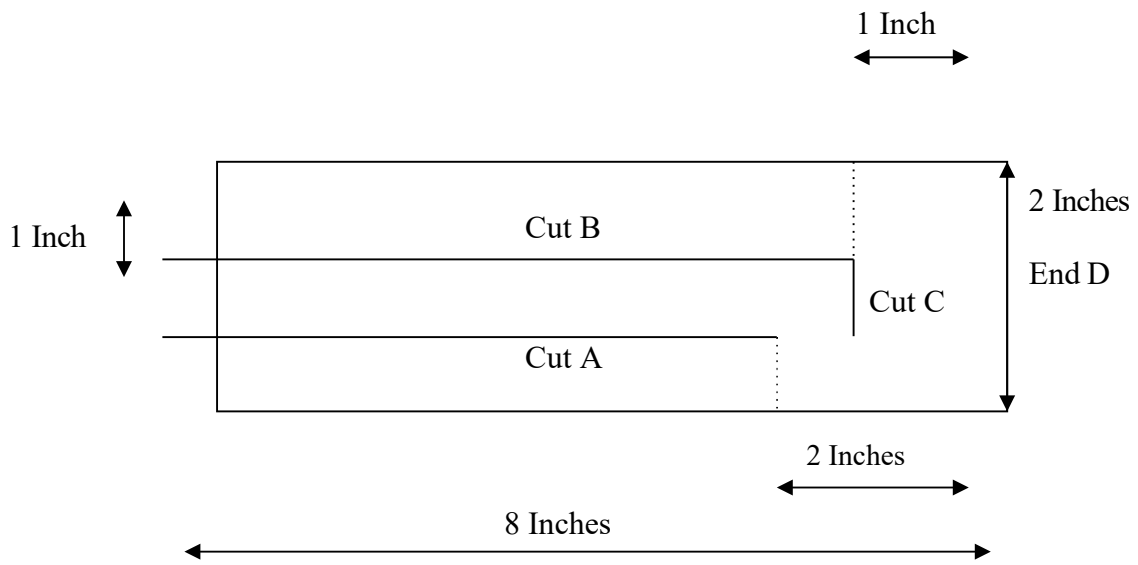 1 Inch
2 Inches
1 Inch
Cut B
End D
Cut C
Cut A
2 Inches
8 Inches